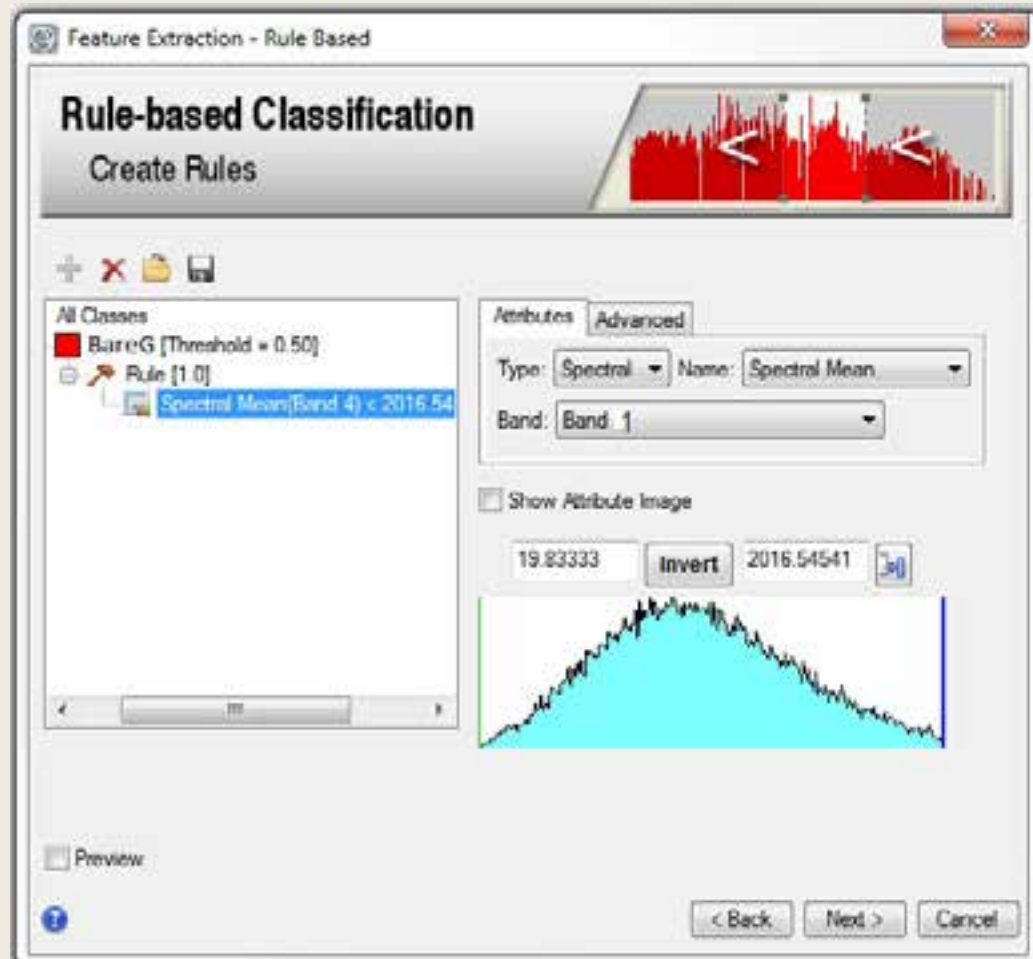 Feature Extraction - Rule Based
Rule-based Classification
Create Rules
All Classes
BareG [Threshold = 0.50]
Rule [1.0]
Spectral Mean(Band 4) < 2016.54
Attributes
Advanced
Type: Spectral Name: Spectral Mean
Band: Band 1
Show Attribute Image
19.83333 Invert 2016.54541
Preview
< Back Next > Cancel